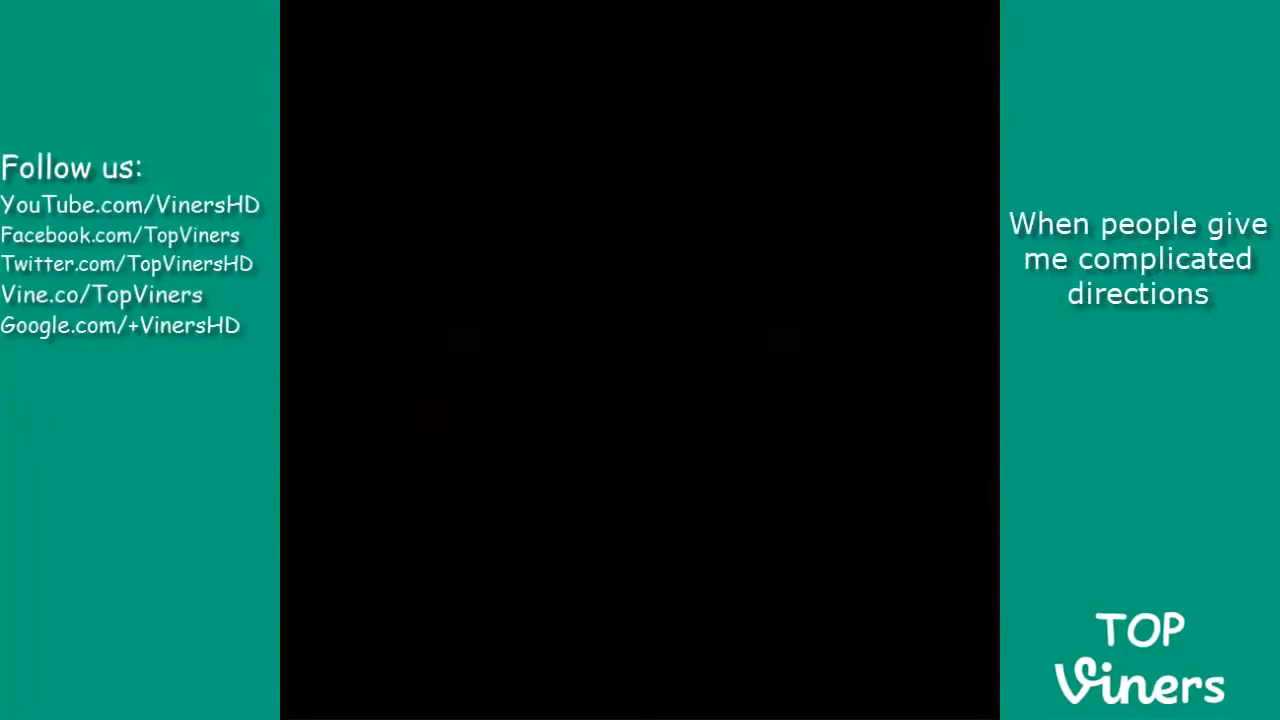 Follow us:
YouTube.com/VinersHD
Facebook.com/TopViners
Twitter.com/TopVinersHD
Vine.co/TopViners
Google.com/+VinersHD
When people give
me complicated
directions
TOP
Viners